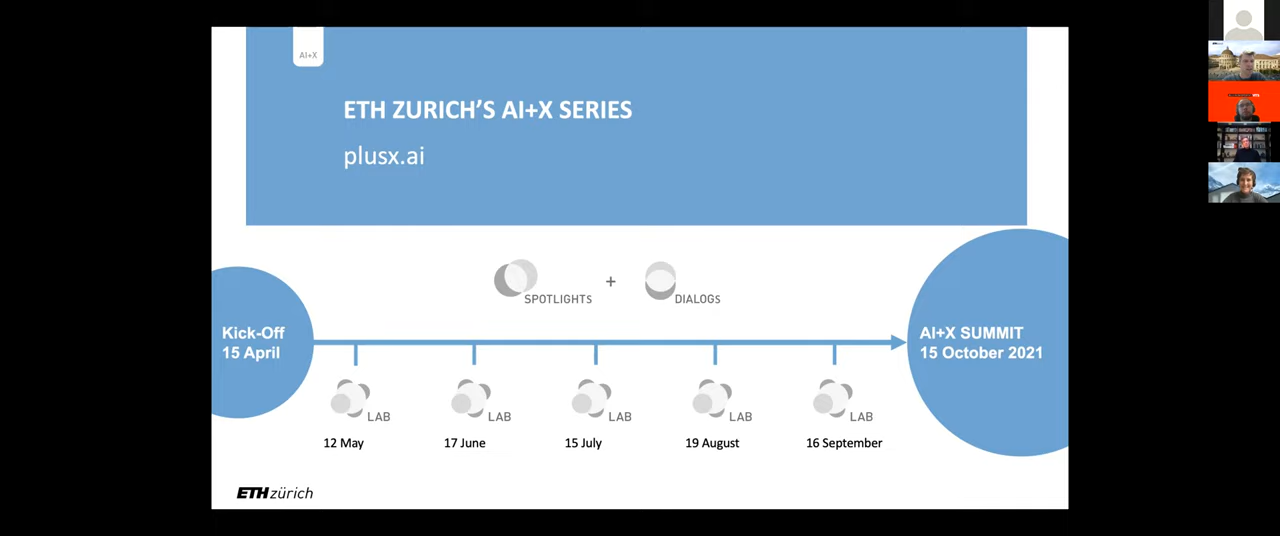 AI+X
ETH ZURICH'S AI+X SERIES
plusx.ai
SPOTLIGHTS
+
DIALOGS
Kick-Off
15 April
AI+X SUMMIT
15 October 2021
LAB
LAB
LAB
LAB
LAB
12 May
17 June
15 July
19 August
16 September
ETH zürich